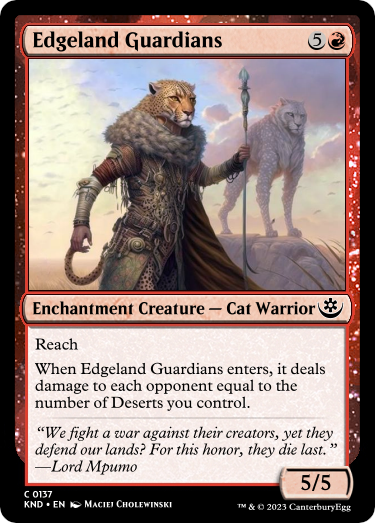 Edgeland Guardians 5
Enchantment Creature — Cat Warrior
Reach
When Edgeland Guardians enters, it deals
damage to each opponent equal to the
number of Deserts you control.
“We fight a war against their creators, yet they
defend our lands? For this honor, they die last.”
—Lord Mpumo
5/5
C 0137
KND • EN Maciej Cholewinski
™ & © 2023 CanterburyEgg